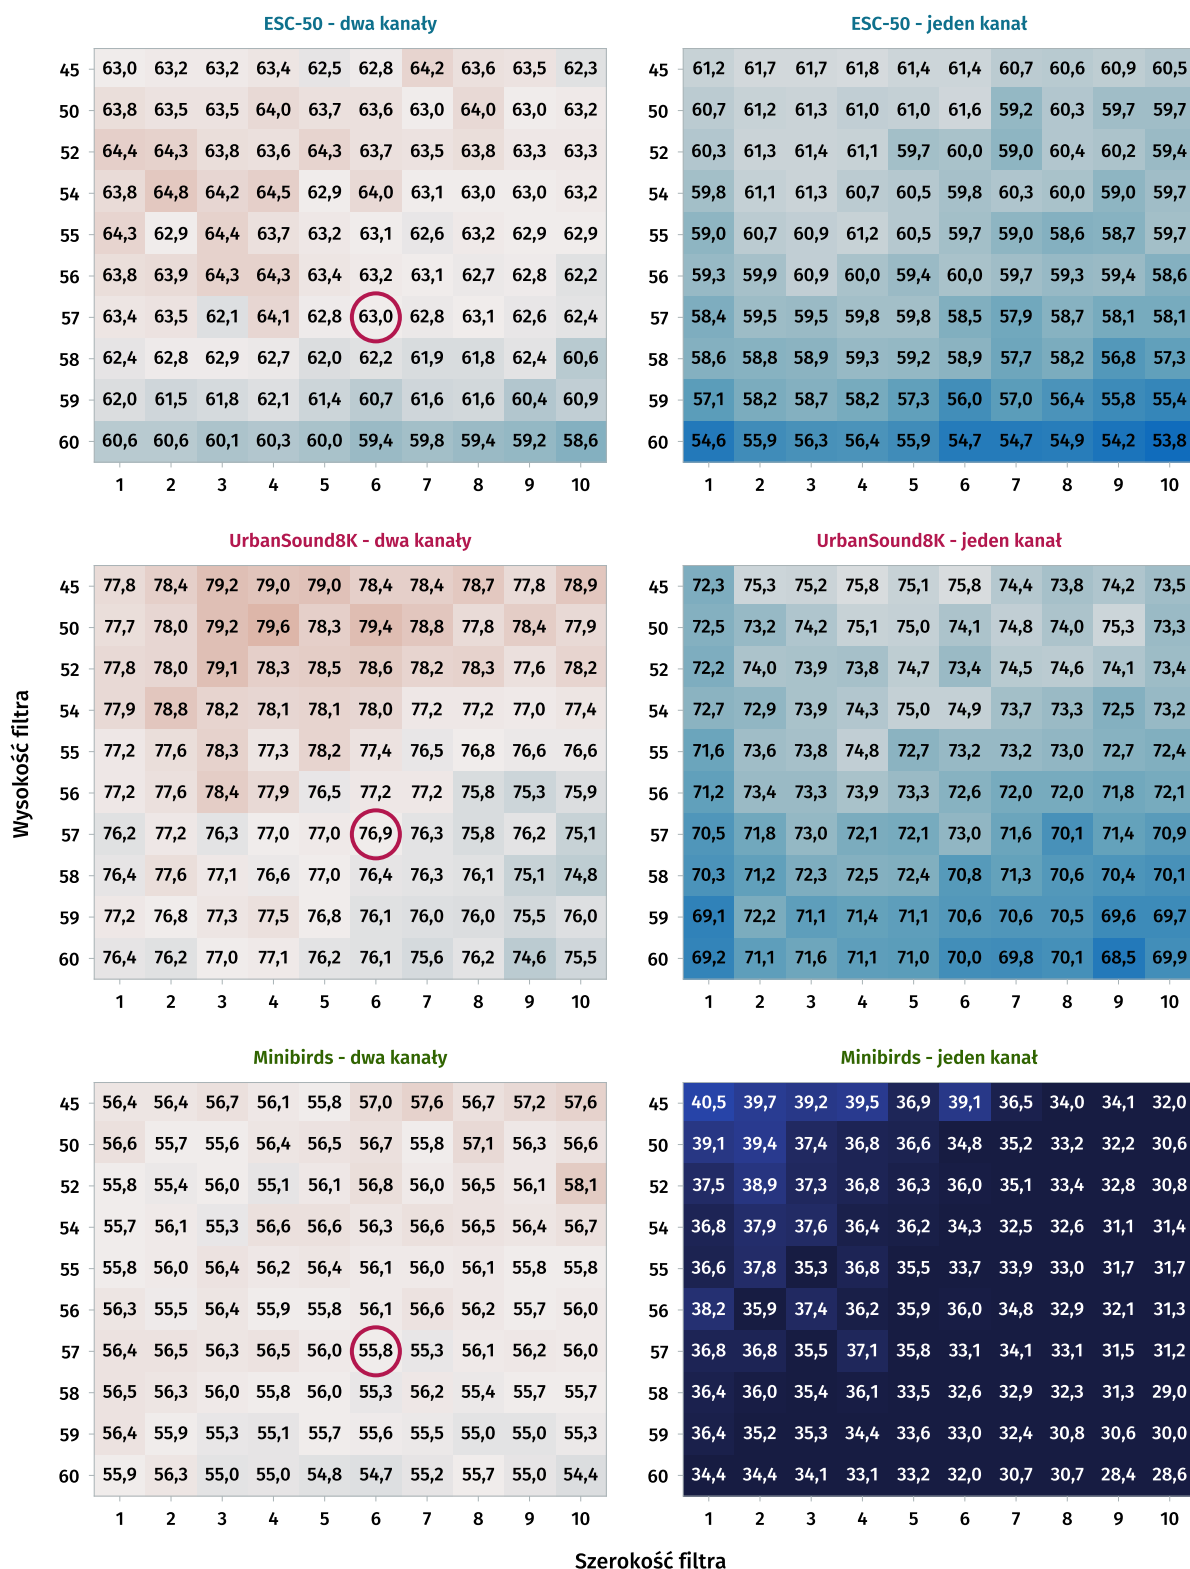 ESC-50 - dwa kanały
45 63,0 63,2 63,2 63,4 62,5 62,8 64,2 63,6 63,5 62,3
50 63,8 63,5 63,5 64,0 63,7 63,6 63,0 64,0 63,0 63,2
52 64,4 64,3 63,8 63,6 64,3 63,7 63,5 63,8 63,3 63,3
54 63,8 64,8 64,2 64,5 62,9 64,0 63,1 63,0 63,0 63,2
55 64,3 62,9 64,4 63,7 63,2 63,1 62,6 63,2 62,9 62,9
56 63,8 63,9 64,3 64,3 63,4 63,2 63,1 62,7 62,8 62,2
57 63,4 63,5 62,1 64,1 62,8 63,0 62,8 63,1 62,6 62,4
58 62,4 62,8 62,9 62,7 62,0 62,2 61,9 61,8 62,4 60,6
59 62,0 61,5 61,8 62,1 61,4 60,7 61,6 61,6 60,4 60,9
60 60,6 60,6 60,1 60,3 60,0 59,4 59,8 59,4 59,2 58,6
1 2 3 4 5 6 7 8 9 10
ESC-50 - jeden kanał
45 61,2 61,7 61,7 61,8 61,4 61,4 60,7 60,6 60,9 60,5
50 60,7 61,2 61,3 61,0 61,0 61,6 59,2 60,3 59,7 59,7
52 60,3 61,3 61,4 61,1 59,7 60,0 59,0 60,4 60,2 59,4
54 59,8 61,1 61,3 60,7 60,5 59,8 60,3 60,0 59,0 59,7
55 59,0 60,7 60,9 61,2 60,5 59,7 59,0 58,6 58,7 59,7
56 59,3 59,9 60,9 60,0 59,4 60,0 59,7 59,3 59,4 58,6
57 58,4 59,5 59,5 59,8 59,8 58,5 57,9 58,7 58,1 58,1
58 58,6 58,8 58,9 59,3 59,2 58,9 57,7 58,2 56,8 57,3
59 57,1 58,2 58,7 58,2 57,3 56,0 57,0 56,4 55,8 55,4
60 54,6 55,9 56,3 56,4 55,9 54,7 54,7 54,9 54,2 53,8
1 2 3 4 5 6 7 8 9 10
Wysokość filtra
UrbanSound8K - dwa kanały
45 77,8 78,4 79,2 79,0 79,0 78,4 78,4 78,7 77,8 78,9
50 77,7 78,0 79,2 79,6 78,3 79,4 78,8 77,8 78,4 77,9
52 77,8 78,0 79,1 78,3 78,5 78,6 78,2 78,3 77,6 78,2
54 77,9 78,8 78,2 78,1 78,1 78,0 77,2 77,2 77,0 77,4
55 77,2 77,6 78,3 77,3 78,2 77,4 76,5 76,8 76,6 76,6
56 77,2 77,6 78,4 77,9 76,5 77,2 77,2 75,8 75,3 75,9
57 76,2 77,2 76,3 77,0 77,0 76,9 76,3 75,8 76,2 75,1
58 76,4 77,6 77,1 76,6 77,0 76,4 76,3 76,1 75,1 74,8
59 77,2 76,8 77,3 77,5 76,8 76,1 76,0 76,0 75,5 76,0
60 76,4 76,2 77,0 77,1 76,2 76,1 75,6 76,2 74,6 75,5
1 2 3 4 5 6 7 8 9 10
UrbanSound8K - jeden kanał
45 72,3 75,3 75,2 75,8 75,1 75,8 74,4 73,8 74,2 73,5
50 72,5 73,2 74,2 75,1 75,0 74,1 74,8 74,0 75,3 73,3
52 72,2 74,0 73,9 73,8 74,7 73,4 74,5 74,6 74,1 73,4
54 72,7 72,9 73,9 74,3 75,0 74,9 73,7 73,3 72,5 73,2
55 71,6 73,6 73,8 74,8 72,7 73,2 73,2 73,0 72,7 72,4
56 71,2 73,4 73,3 73,9 73,3 72,6 72,0 72,0 71,8 72,1
57 70,5 71,8 73,0 72,1 72,1 73,0 71,6 70,1 71,4 70,9
58 70,3 71,2 72,3 72,5 72,4 70,8 71,3 70,6 70,4 70,1
59 69,1 72,2 71,1 71,4 71,1 70,6 70,6 70,5 69,6 69,7
60 69,2 71,1 71,6 71,1 71,0 70,0 69,8 70,1 68,5 69,9
1 2 3 4 5 6 7 8 9 10
Minibirds - dwa kanały
45 56,4 56,4 56,7 56,1 55,8 57,0 57,6 56,7 57,2 57,6
50 56,6 55,7 55,6 56,4 56,5 56,7 55,8 57,1 56,3 56,6
52 55,8 55,4 56,0 55,1 56,1 56,8 56,0 56,5 56,1 58,1
54 55,7 56,1 55,3 56,6 56,6 56,3 56,6 56,5 56,4 56,7
55 55,8 56,0 56,4 56,2 56,4 56,1 56,0 56,1 55,8 55,8
56 56,3 55,5 56,4 55,9 55,8 56,1 56,6 56,2 55,7 56,0
57 56,4 56,5 56,3 56,5 56,0 55,8 55,3 56,1 56,2 56,0
58 56,5 56,3 56,0 55,8 56,0 55,3 56,2 55,4 55,7 55,7
59 56,4 55,9 55,3 55,1 55,7 55,6 55,5 55,0 55,0 55,3
60 55,9 56,3 55,0 55,0 54,8 54,7 55,2 55,7 55,0 54,4
1 2 3 4 5 6 7 8 9 10
Minibirds - jeden kanał
45 40,5 39,7 39,2 39,5 36,9 39,1 36,5 34,0 34,1 32,0
50 39,1 39,4 37,4 36,8 36,6 34,8 35,2 33,2 32,2 30,6
52 37,5 38,9 37,3 36,8 36,3 36,0 35,1 33,4 32,8 30,8
54 36,8 37,9 37,6 36,4 36,2 34,3 32,5 32,6 31,1 31,4
55 36,6 37,8 35,3 36,8 35,5 33,7 33,9 33,0 31,7 31,7
56 38,2 35,9 37,4 36,2 35,9 36,0 34,8 32,9 32,1 31,3
57 36,8 36,8 35,5 37,1 35,8 33,1 34,1 33,1 31,5 31,2
58 36,4 36,0 35,4 36,1 33,5 32,6 32,9 32,3 31,3 29,0
59 36,4 35,2 35,3 34,4 33,6 33,0 32,4 30,8 30,6 30,0
60 34,4 34,4 34,1 33,1 33,2 32,0 30,7 30,7 28,4 28,6
1 2 3 4 5 6 7 8 9 10
Szerokość filtra